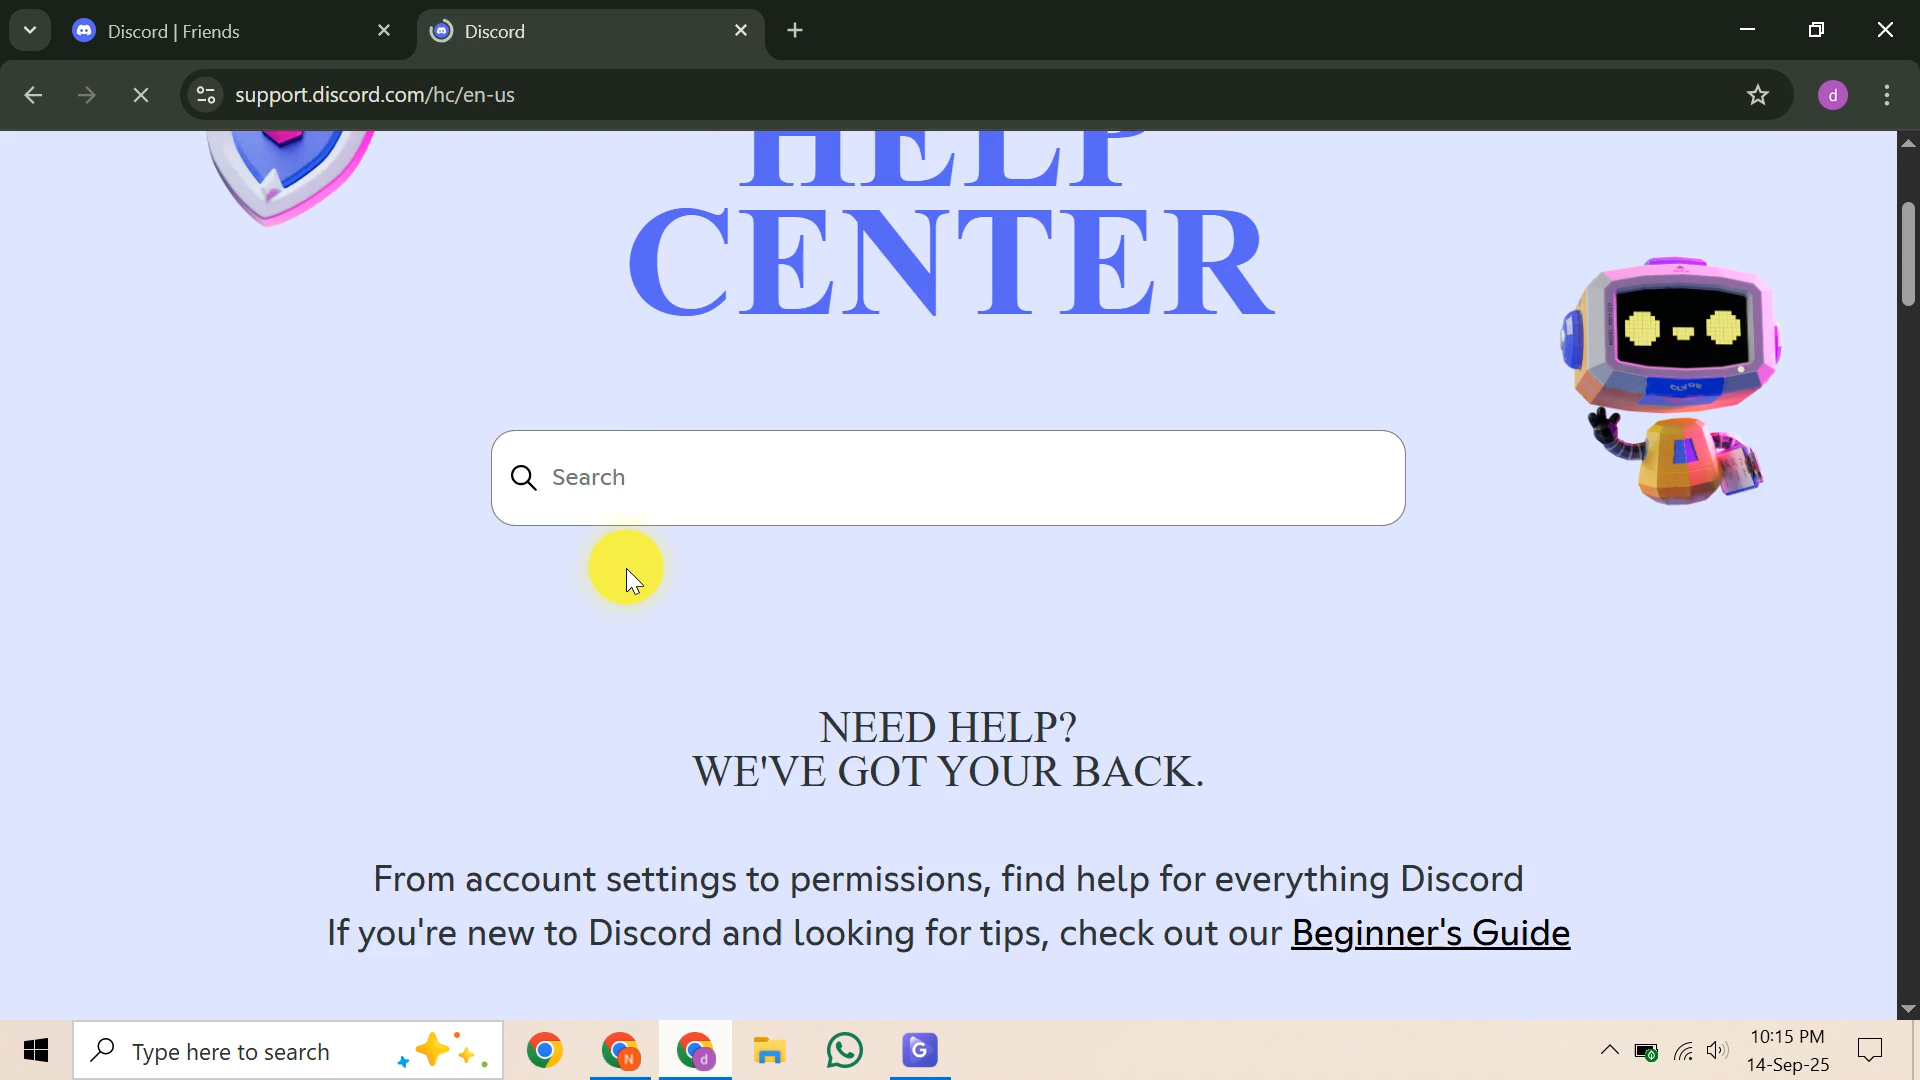 Discord | Friends
Discord
support.discord.com/hc/en-us
d
HELP
CENTER
CLYDE
Search
NEED HELP?
WE'VE GOT YOUR BACK.
From account settings to permissions, find help for everything Discord
If you're new to Discord and looking for tips, check out our Beginner's Guide
Type here to search
N
d
G
10:15 PM
14-Sep-25